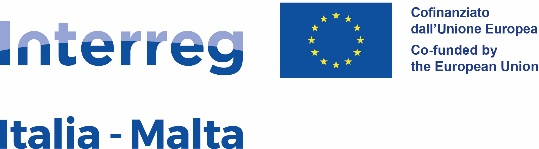 Interreg
Cofinanziato
dall'Unione Europea
Co-funded by
the European Union
Italia - Malta